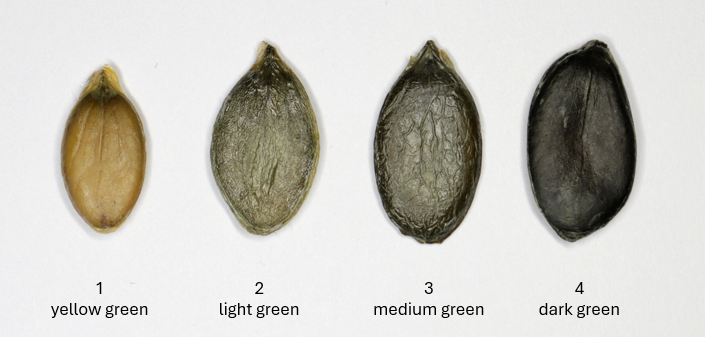 1
yellow green
2
light green
3
medium green
4
dark green